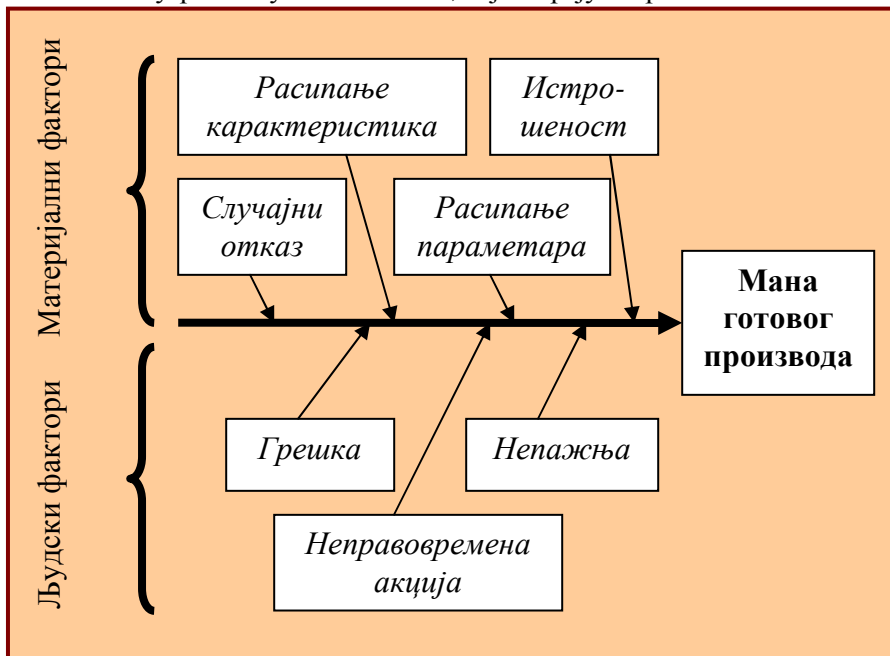 Материјални фактори
Расипање
карактеристика
Истро-
шеност
Случајни
отказ
Расипање
параметара
Мана
готовог
производа
Људски фактори
Грешка
Непажња
Неправовремена
акција